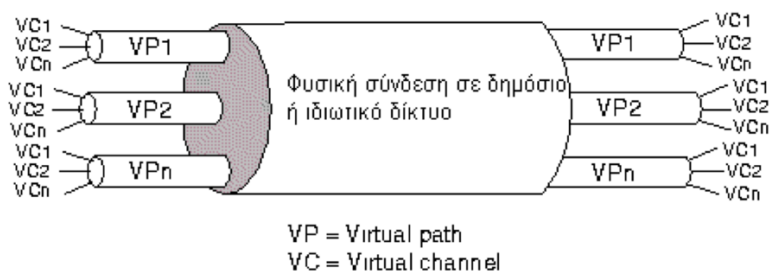 VC1
VC2
VCn
VP1
VC1
VC2
VCn
VP2
VC1
VC2
VCn
VPn
Φυσική σύνδεση σε δημόσιο
ή ιδιωτικό δίκτυο
VP1
VC1
VC2
VCn
VP2
VC1
VC2
VCn
VPn
VC1
VC2
VCn
VP = Virtual path
VC = Virtual channel